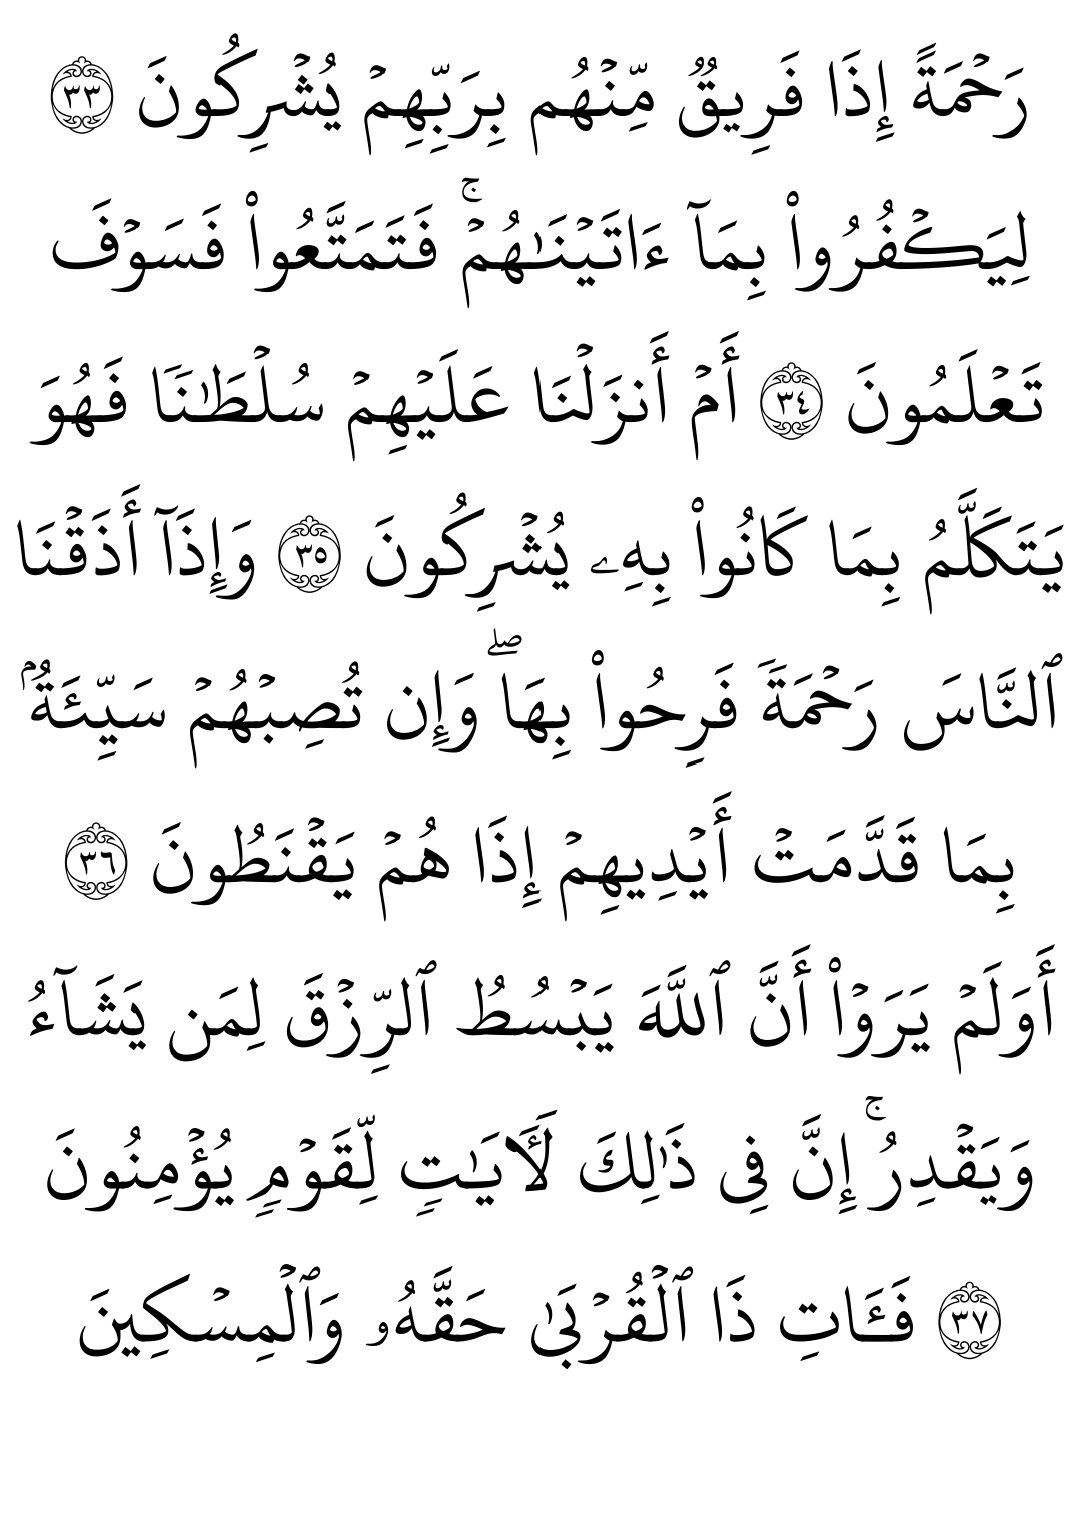 رَحۡمَةً إِذَا فَرِيقٌ مِّنۡهُم بِرَبِّهِمۡ يُشۡرِكُونَ ٣٣
لِيَكۡفُرُواْ بِمَآ ءَاتَيۡنَٰهُمۡۚ فَتَمَتَّعُواْ فَسَوۡفَ
تَعۡلَمُونَ ٣٤ أَمۡ أَنزَلۡنَا عَلَيۡهِمۡ سُلۡطَٰنٗا فَهُوَ
يَتَكَلَّمُ بِمَا كَانُواْ بِهِۦ يُشۡرِكُونَ ٣٥ وَإِذَآ أَذَقۡنَا
ٱلنَّاسَ رَحۡمَةٗ فَرِحُواْ بِهَاۖ وَإِن تُصِبۡهُمۡ سَيِّئَةُۢ
بِمَا قَدَّمَتۡ أَيۡدِيهِمۡ إِذَا هُمۡ يَقۡنَطُونَ ٣٦
أَوَلَمۡ يَرَوۡاْ أَنَّ ٱللَّهَ يَبۡسُطُ ٱلرِّزۡقَ لِمَن يَشَآءُ
وَيَقۡدِرُۚ إِنَّ فِي ذَٰلِكَ لَأٓيَٰتٖ لِّقَوۡمٖ يُؤۡمِنُونَ
٣٧ فَـَٔاتِ ذَا ٱلۡقُرۡبَىٰ حَقَّهُۥ وَٱلۡمِسۡكِينَ